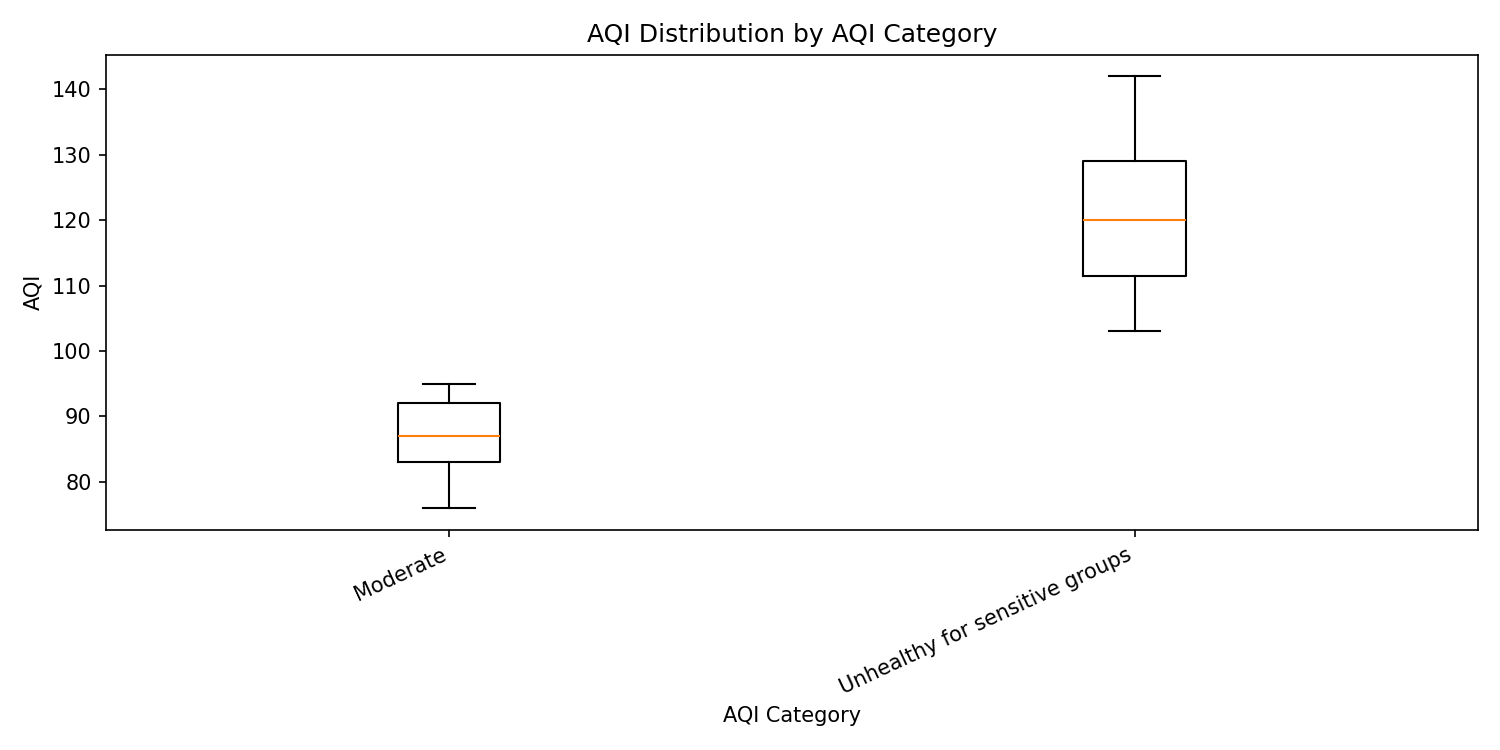 AQI Distribution by AQI Category
AQI
140
130
120
110
100
90
80
Moderate
Unhealthy for sensitive groups
AQI Category